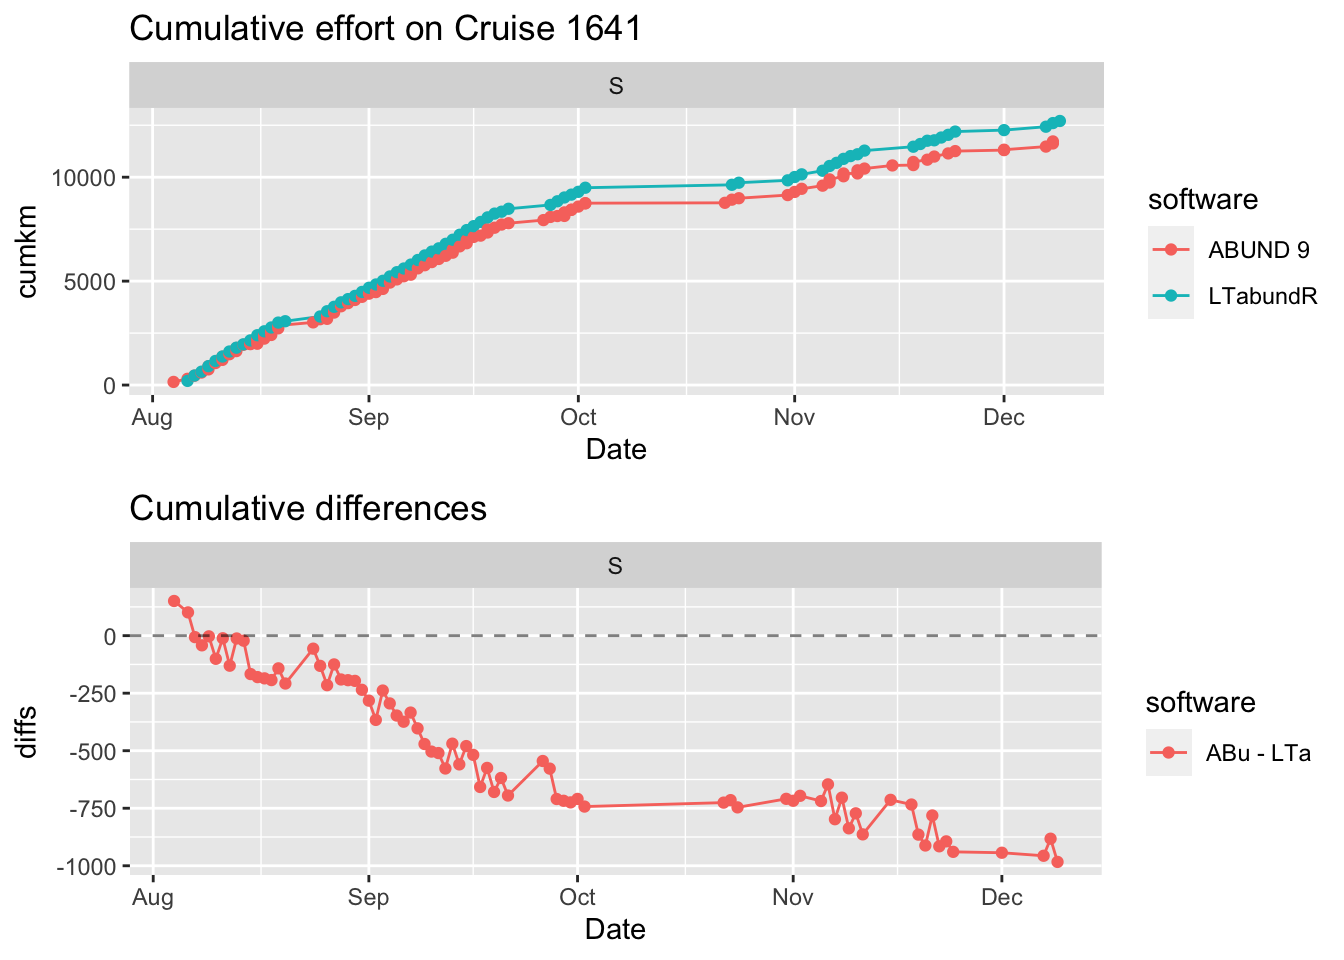 Cumulative effort on Cruise 1641
S
10000
5000
0
cumkm
Aug Sep Oct Nov Dec
Date
software
ABUND 9
LTabundR
Cumulative differences
S
0
-250
-500
-750
-1000
diffs
Aug Sep Oct Nov Dec
Date
software
ABu - LTa